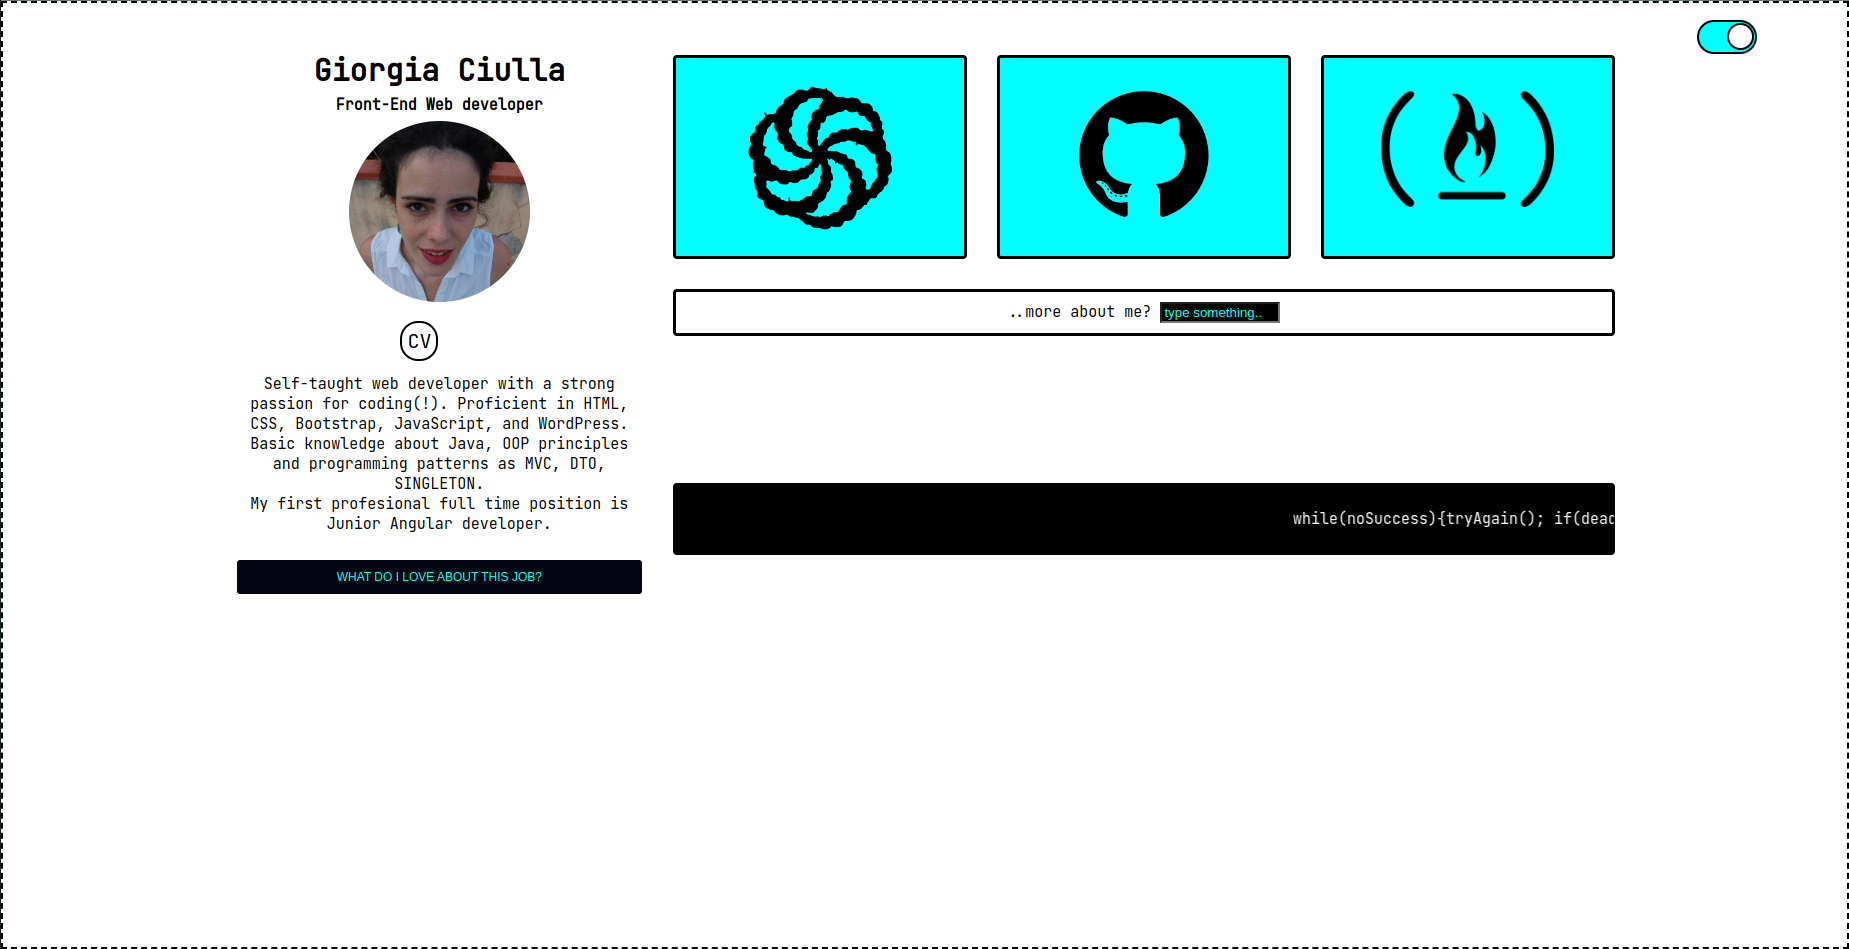 Giorgia Ciulla
Front-End Web developer
CV
Self-taught web developer with a strong
passion for coding(!). Proficient in HTML,
CSS, Bootstrap, JavaScript, and WordPress.
Basic knowledge about Java, OOP principles
and programming patterns as MVC, DTO,
SINGLETON.
My first profesional full time position is
Junior Angular developer.
WHAT DO I LOVE ABOUT THIS JOB?
..more about me? type something..
while(noSuccess){tryAgain(); if(dead